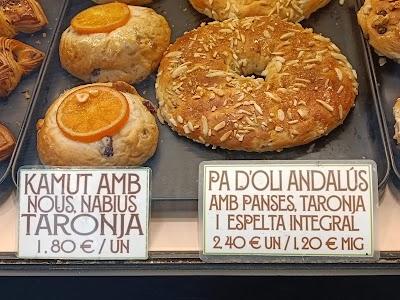 KAMUT AMB
NOUS, NABIUS
TARONJA
1.80 €/UN
PA D'OLI ANDALÚS
AMB PANSES, TARONJA
I ESPELTA INTEGRAL
2,40 € UN / 1,20 € MIG